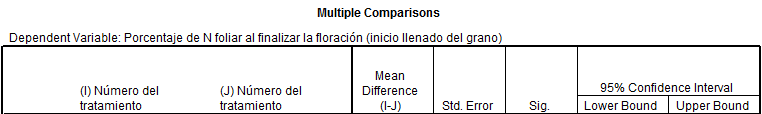 Multiple Comparisons
Dependent Variable: Porcentaje de N foliar al finalizar la floración (inicio llenado del grano)
(I) Número del tratamiento
(J) Número del tratamiento
Mean Difference (I-J)
Std. Error
Sig.
95% Confidence Interval
Lower Bound
Upper Bound